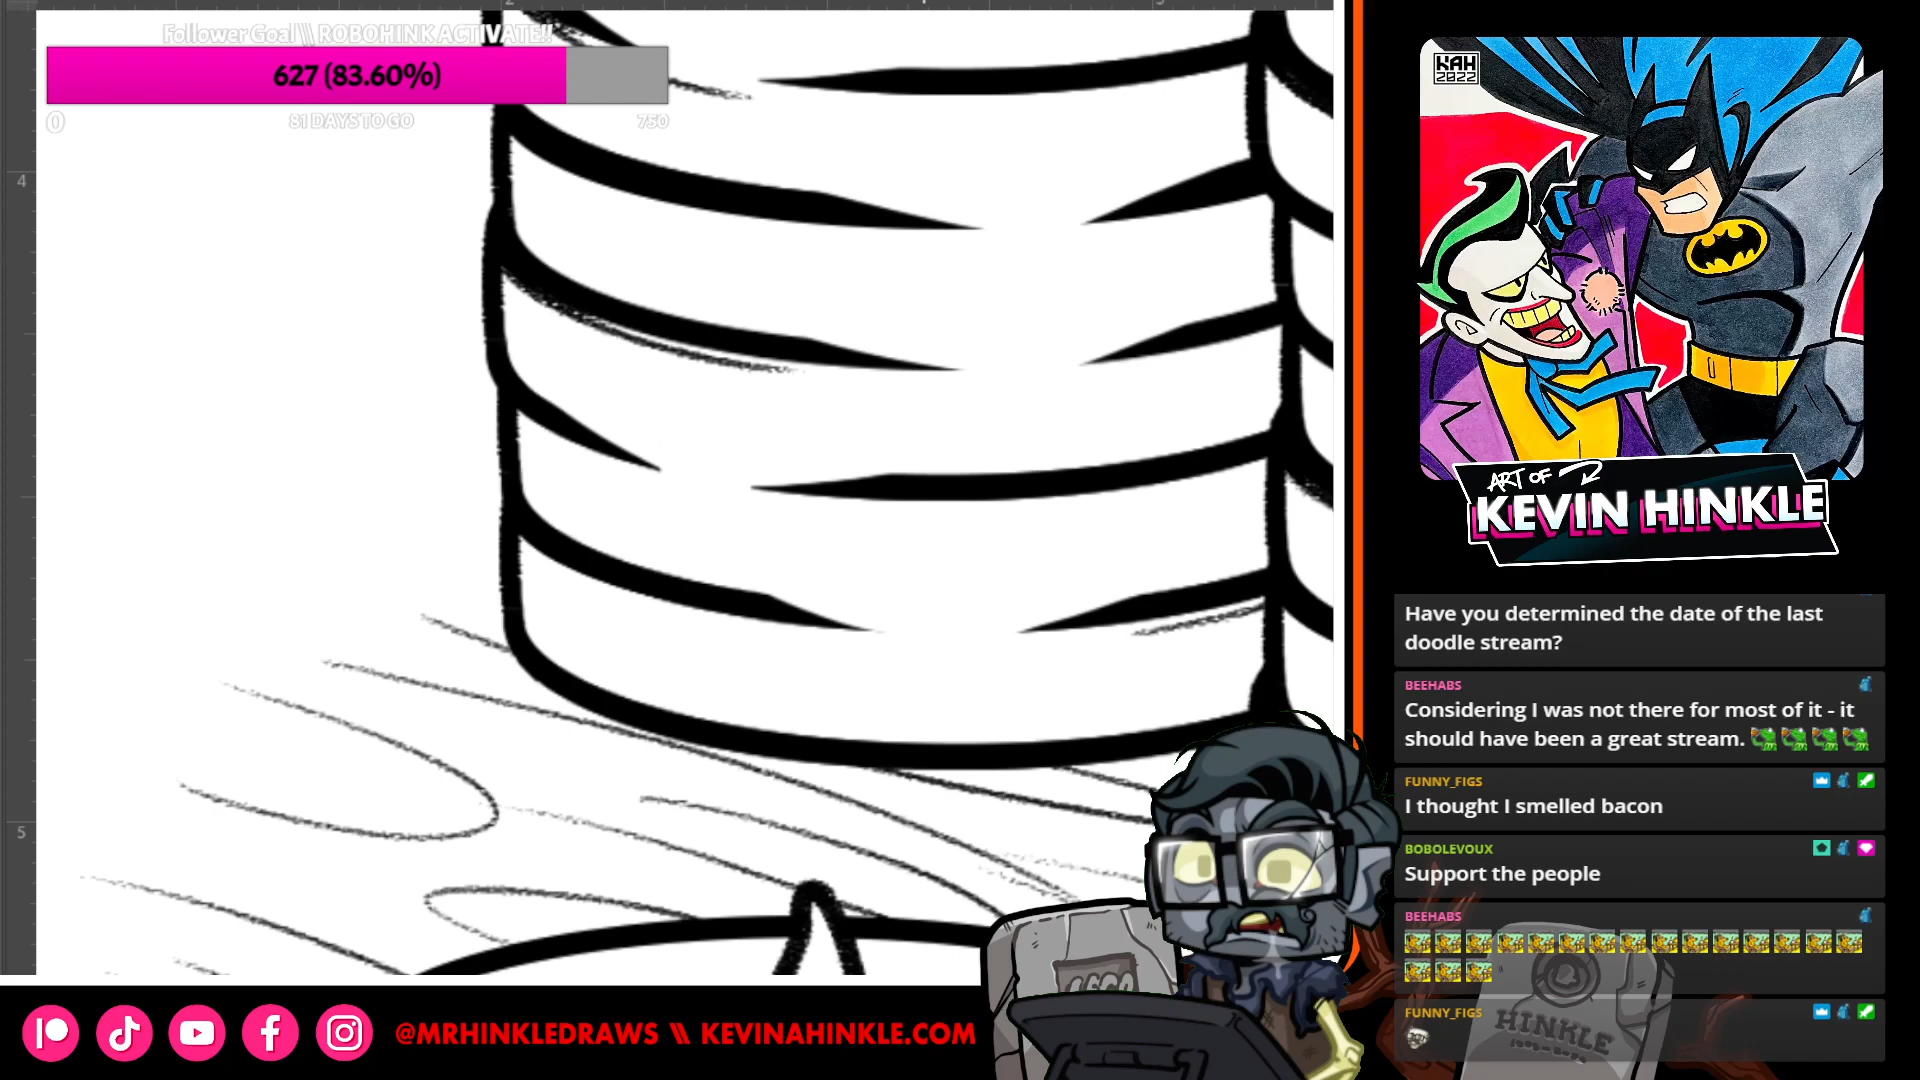 2
Follower Goal \\ ROBOHINK ACTIVATE!!
627 (83.60%)
0
81 DAYS TO GO
750
4
5
KAH
2022
ART OF
KEVIN HINKLE
Have you determined the date of the last
doodle stream?
BEEHABS
Considering I was not there for most of it - it
should have been a great stream.
FUNNY_FIGS
I thought I smelled bacon
BOBOLEVOUX
Support the people
BEEHABS
FUNNY_FIGS
HINKLE
@MRHINKLEDRAWS \\ KEVINAHINKLE.COM